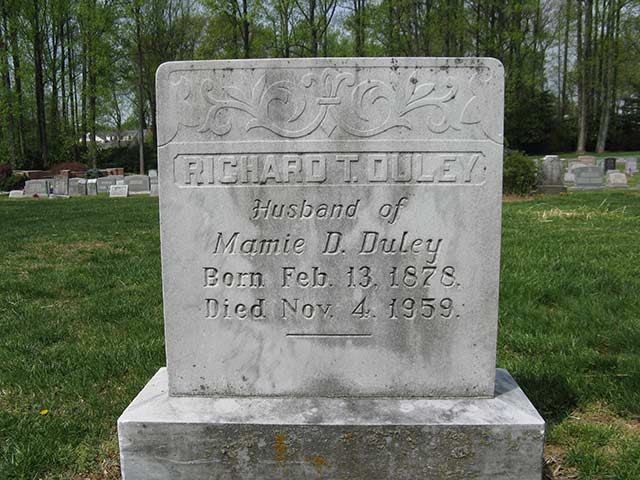 RICHARD T. DULEY
Husband of
Mamie D. Duley
Born Feb. 13, 1878.
Died Nov. 4, 1959.